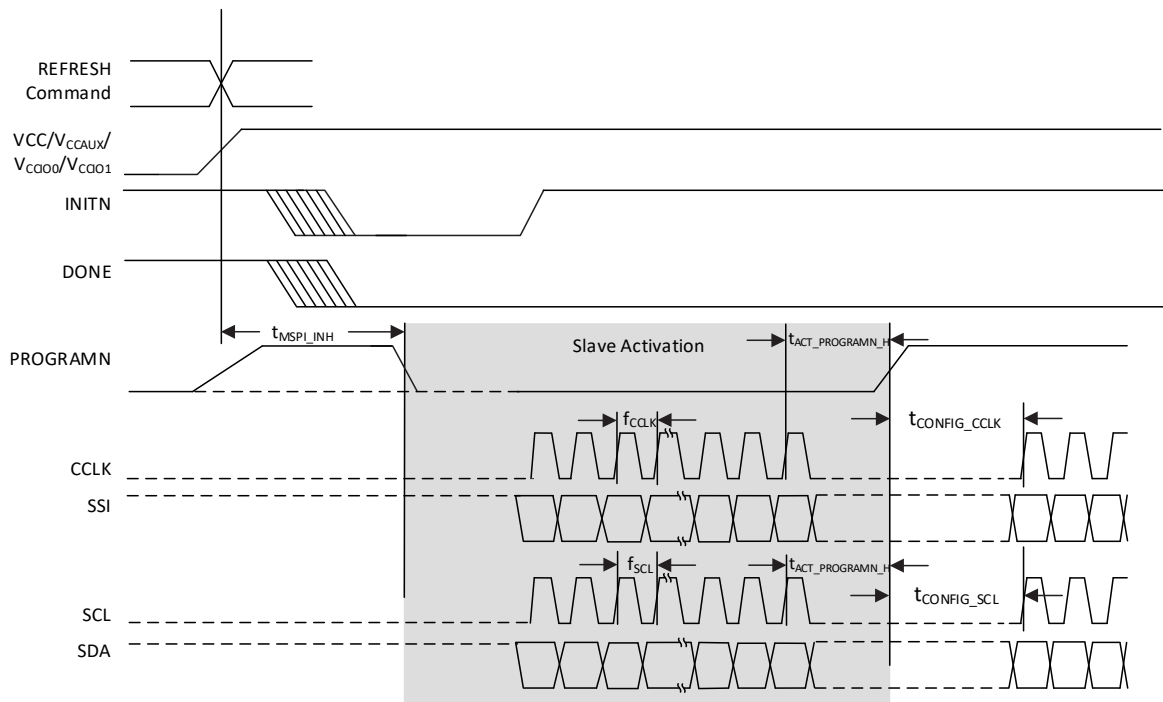 REFRESH
Command
VCC/VCCAUX/
VCCIO0/VCCIO1
INITN
DONE
tMSPI_INH
Slave Activation
tACT_PROGRAMN_H
PROGRAMN
fCCLK
tCONFIG_CCLK
CCLK
SSI
fSCL
tACT_PROGRAMN_H
tCONFIG_SCL
SCL
SDA